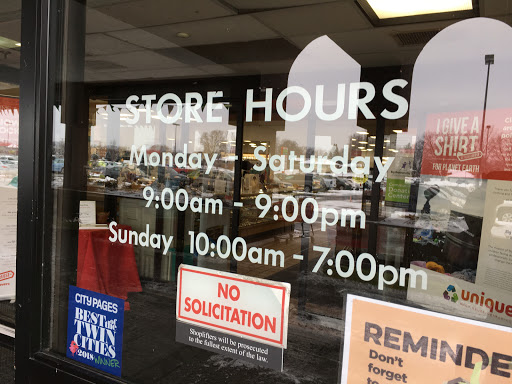 STORE HOURS
Monday - Saturday
9:00am - 9:00pm
Sunday 10:00am - 7:00pm
I GIVE A
SHIRT
FOR PLANET EARTH
unique
NO
SOLICITATION
Shoplifters will be prosecuted
to the fullest extent of the law.
CITY PAGES
BEST OF THE
TWIN
CITIES
2018 WINNER
REMINDE
Don't
forget